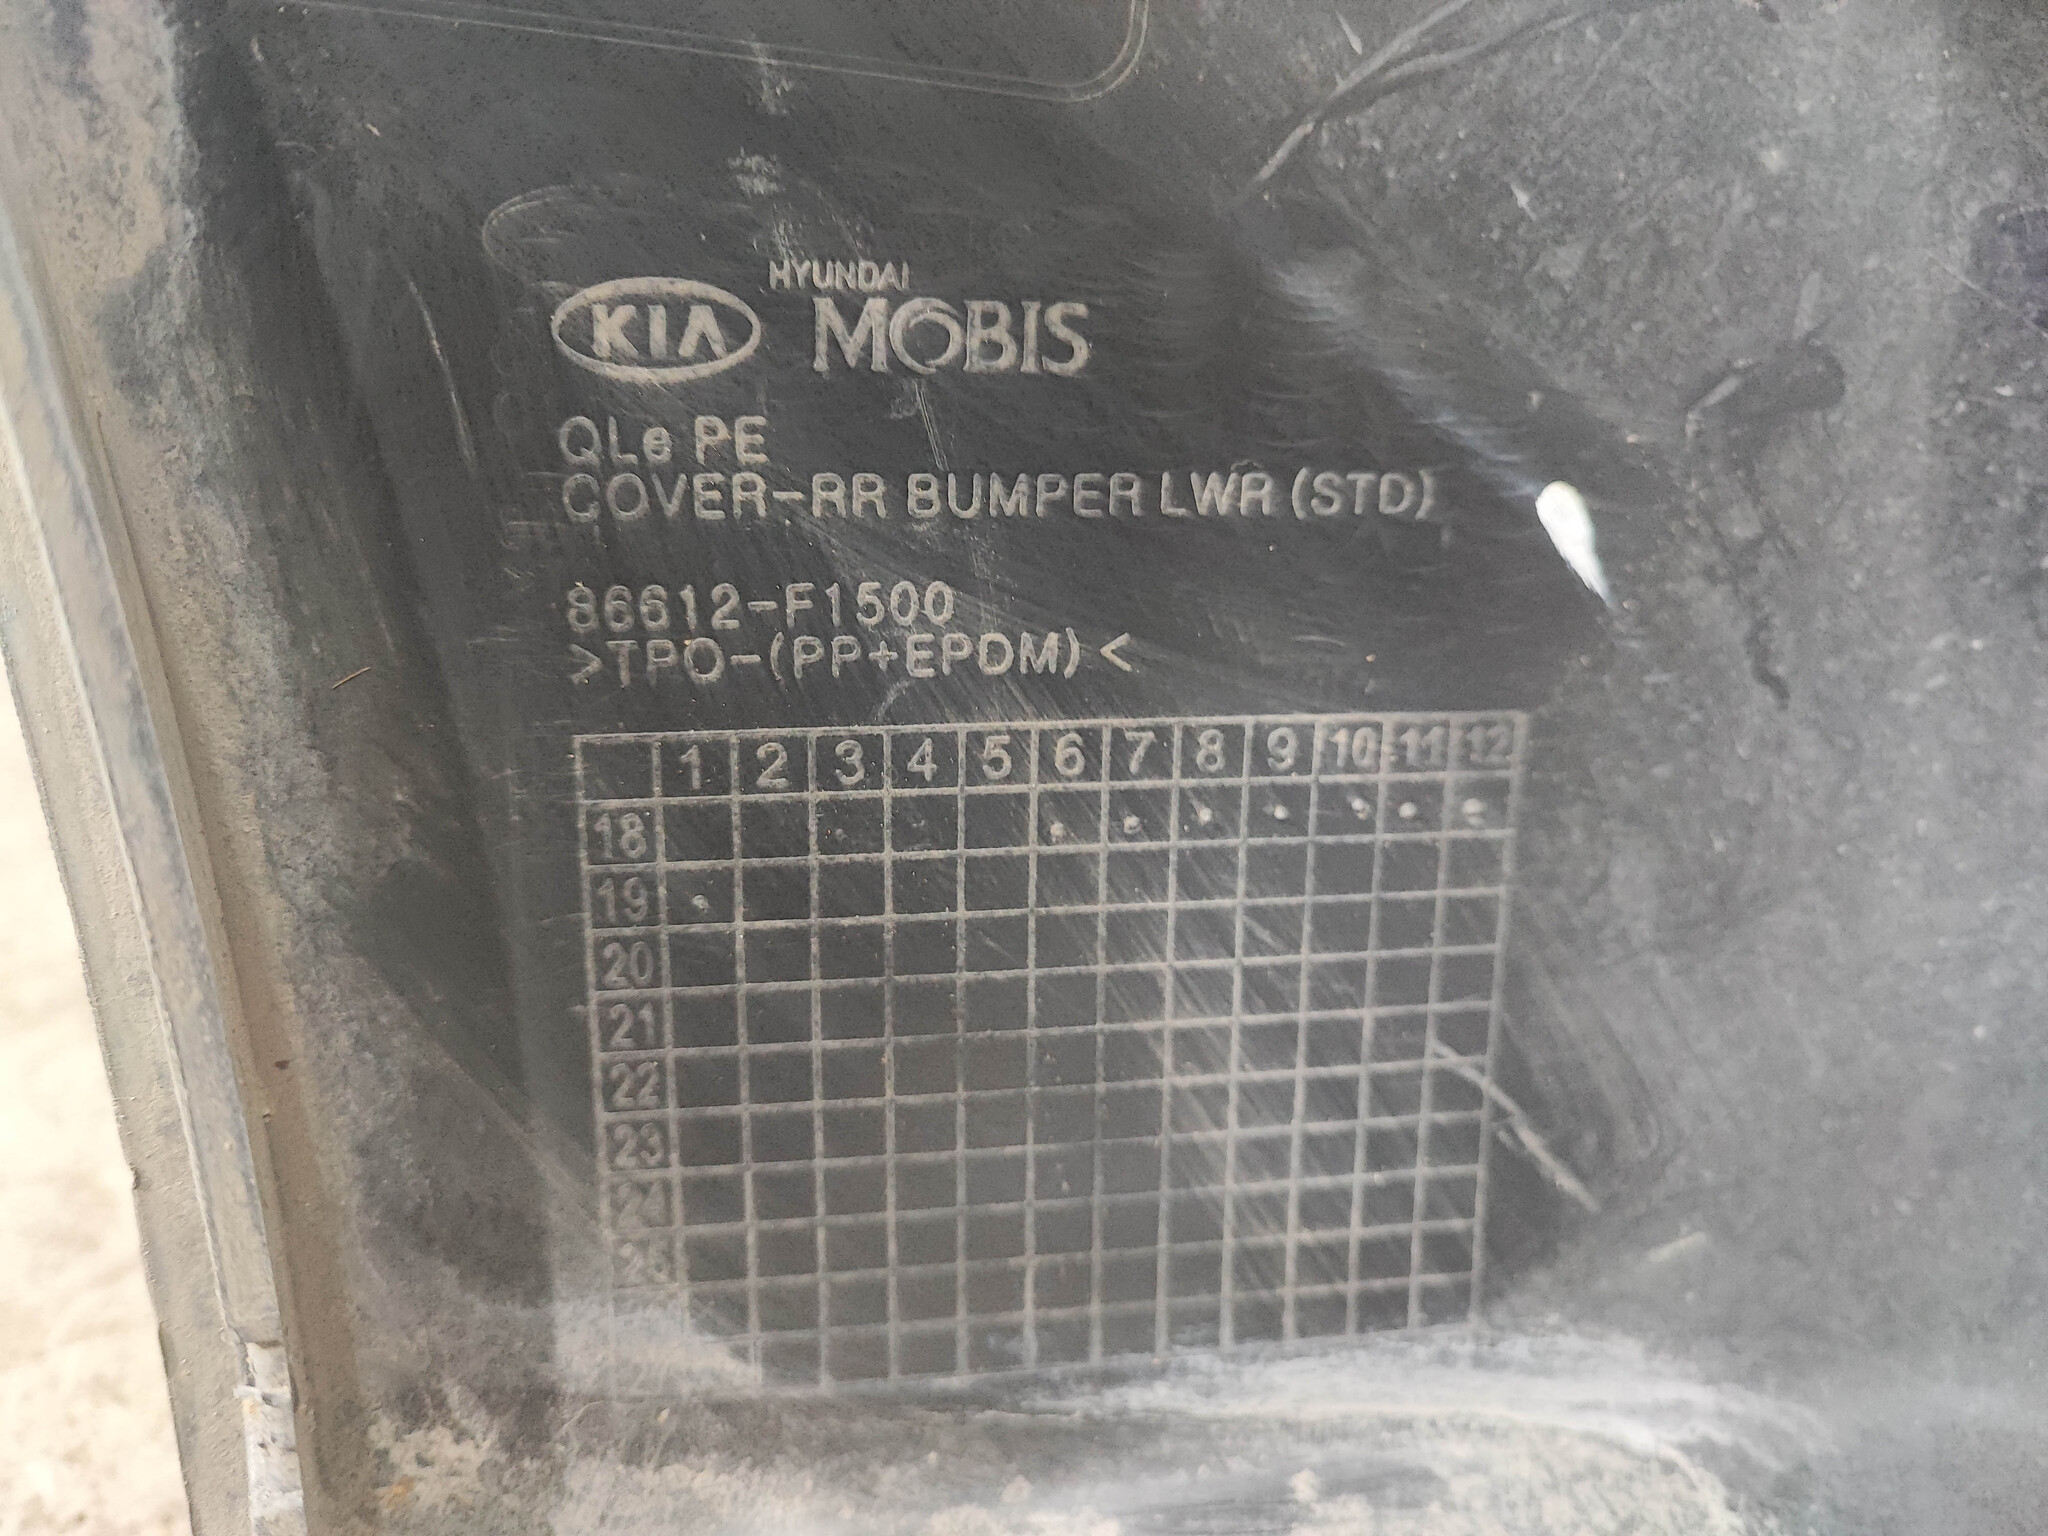 KIA HYUNDAI MOBIS
QLe PE
COVER-RR BUMPER LWR (STD)
86612-F1500
>TPO-(PP+EPDM)<
1 2 3 4 5 6 7 8 9 10 11 12
18
19
20
21
22
23
24
25